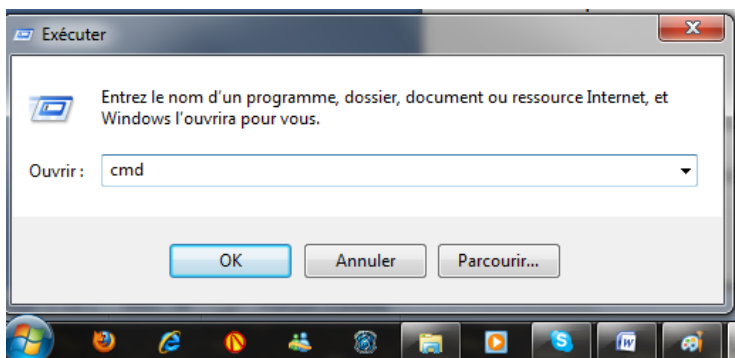 Exécuter
Entrez le nom d'un programme, dossier, document ou ressource Internet, et
Windows l'ouvrira pour vous.
Ouvrir : cmd
OK Annuler Parcourir...